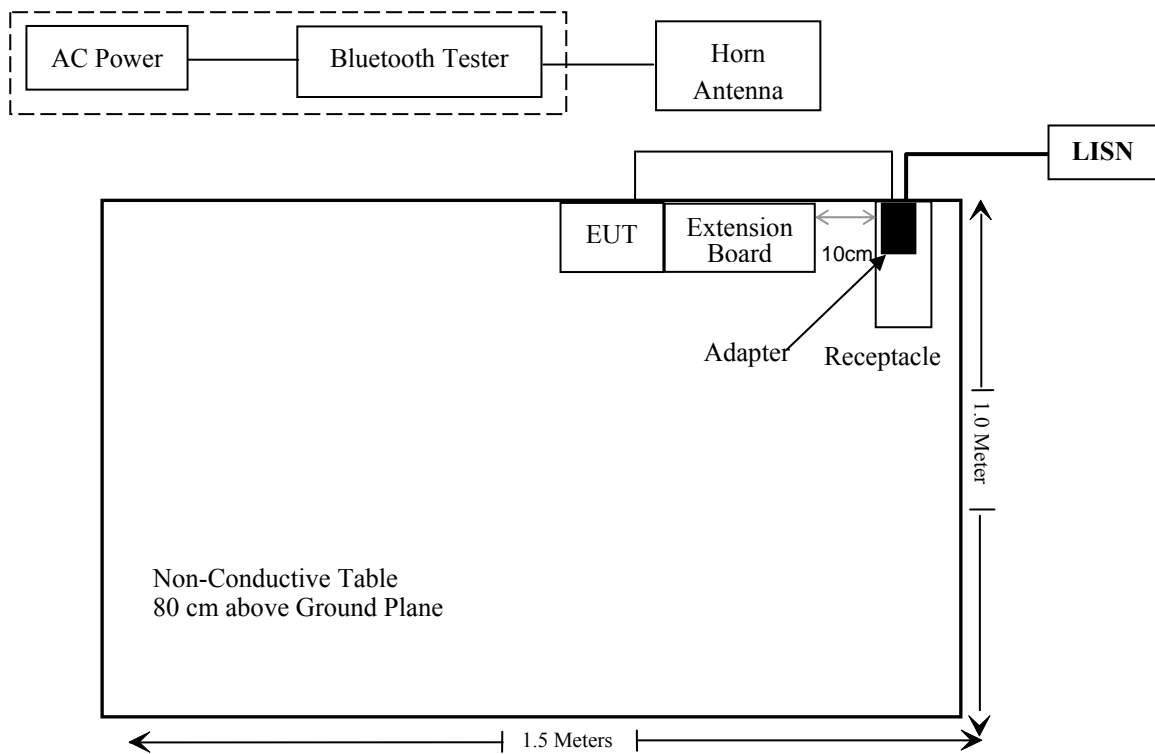 AC Power
Bluetooth Tester
Horn
Antenna
LISN
EUT
Extension
Board
10cm
Adapter
Receptacle
1.0 Meter
Non-Conductive Table
80 cm above Ground Plane
1.5 Meters